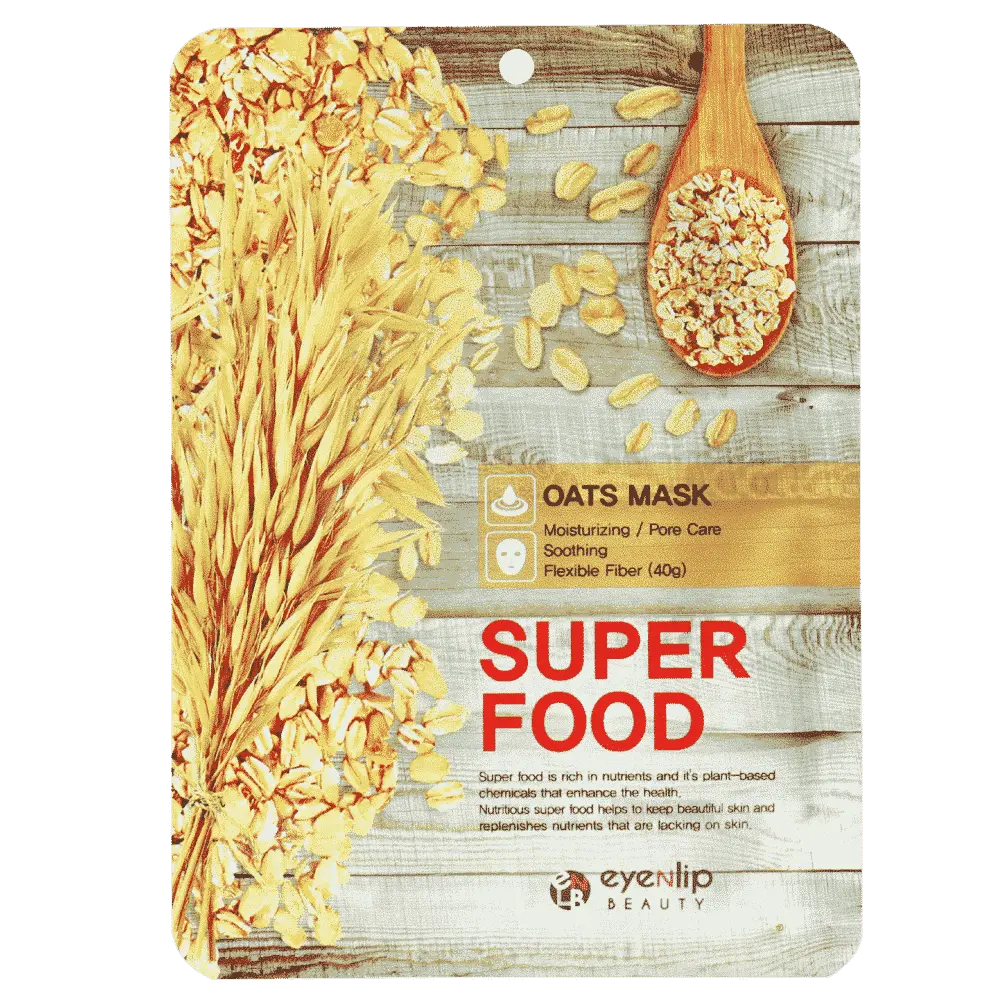 OATS MASK
Moisturizing / Pore Care
Soothing
Flexible Fiber (40g)
SUPER
FOOD
Super food is rich in nutrients and it's plant-based
chemicals that enhance the health.
Nutritious super food helps to keep beautiful skin and
replenishes nutrients that are lacking on skin.
eLB
eyeNlip
BEAUTY